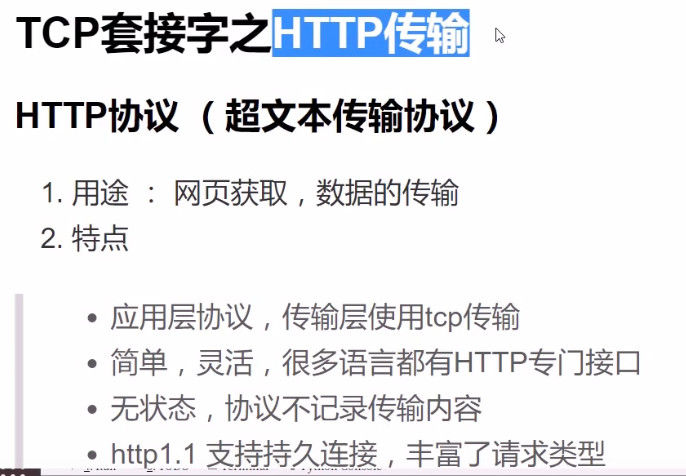 TCP套接字之HTTP传输
HTTP协议 （超文本传输协议）
1. 用途 ： 网页获取，数据的传输
2. 特点
• 应用层协议，传输层使用tcp传输
• 简单，灵活，很多语言都有HTTP专门接口
• 无状态，协议不记录传输内容
• http1.1 支持持久连接，丰富了请求类型